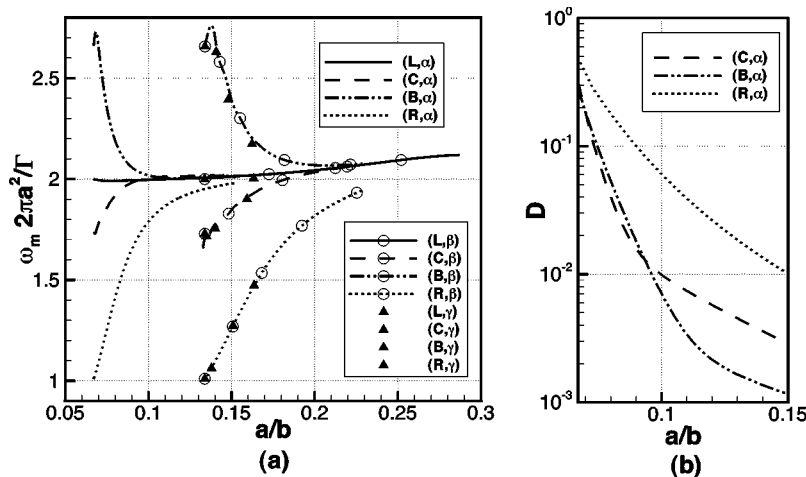 ω_m 2πa²/Γ
2.5
2
1.5
1
(L,α)
(C,α)
(B,α)
(R,α)
(L,β)
(C,β)
(B,β)
(R,β)
(L,γ)
(C,γ)
(B,γ)
(R,γ)
0.05 0.1 0.15 0.2 0.25 0.3
a/b
(a)
D
10⁰
10⁻¹
10⁻²
10⁻³
(C,α)
(B,α)
(R,α)
0.1 0.15
a/b
(b)